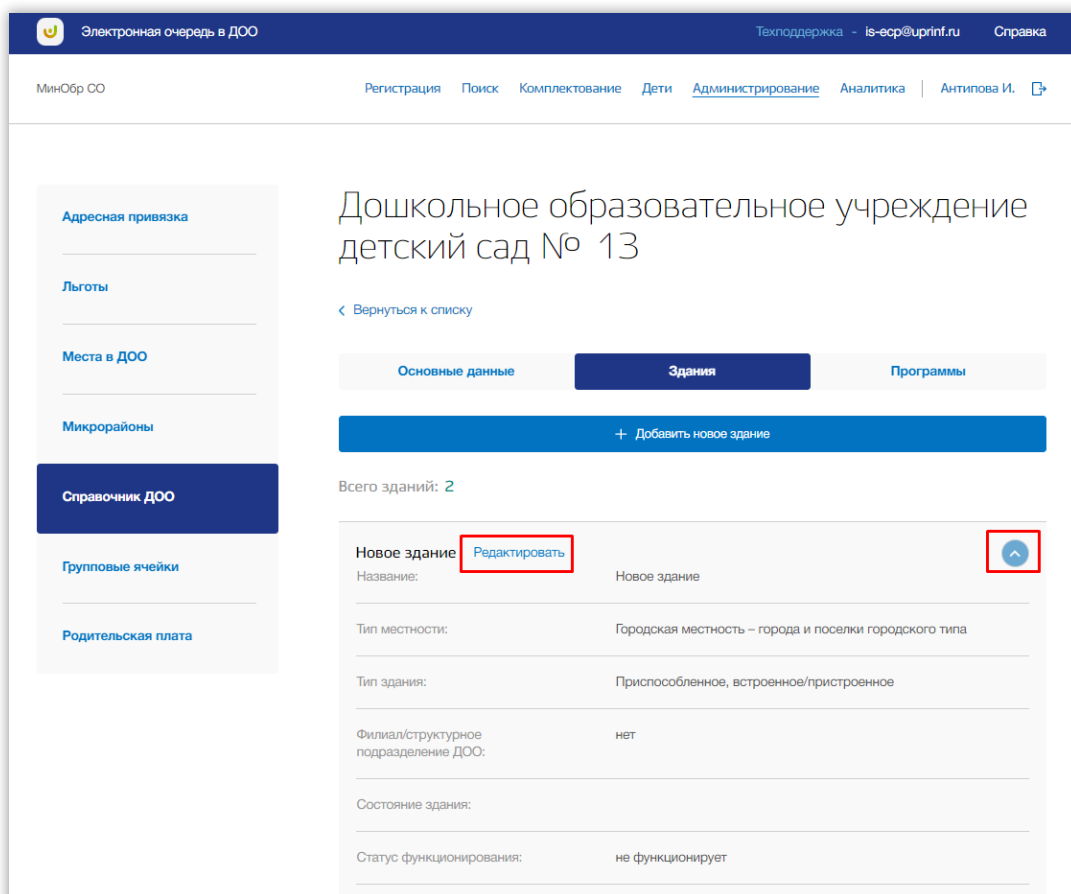 Электронная очередь в ДОО
Техподдержка - is-ecp@uprinf.ru Справка
МинОбр СО
Регистрация Поиск Комплектование Дети Администрирование Аналитика Антипова И.
Адресная привязка
Льготы
Места в ДОО
Микрорайоны
Справочник ДОО
Групповые ячейки
Родительская плата
Дошкольное образовательное учреждение
детский сад № 13
Вернуться к списку
Основные данные Здания Программы
+ Добавить новое здание
Всего зданий: 2
Новое здание Редактировать
Название: Новое здание
Тип местности: Городская местность – города и поселки городского типа
Тип здания: Приспособленное, встроенное/пристроенное
Филиал/структурное нет
подразделение ДОО:
Состояние здания:
Статус функционирования: не функционирует